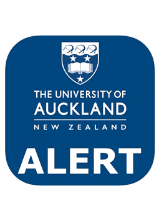 THE UNIVERSITY OF
AUCKLAND
NEW ZEALAND
ALERT